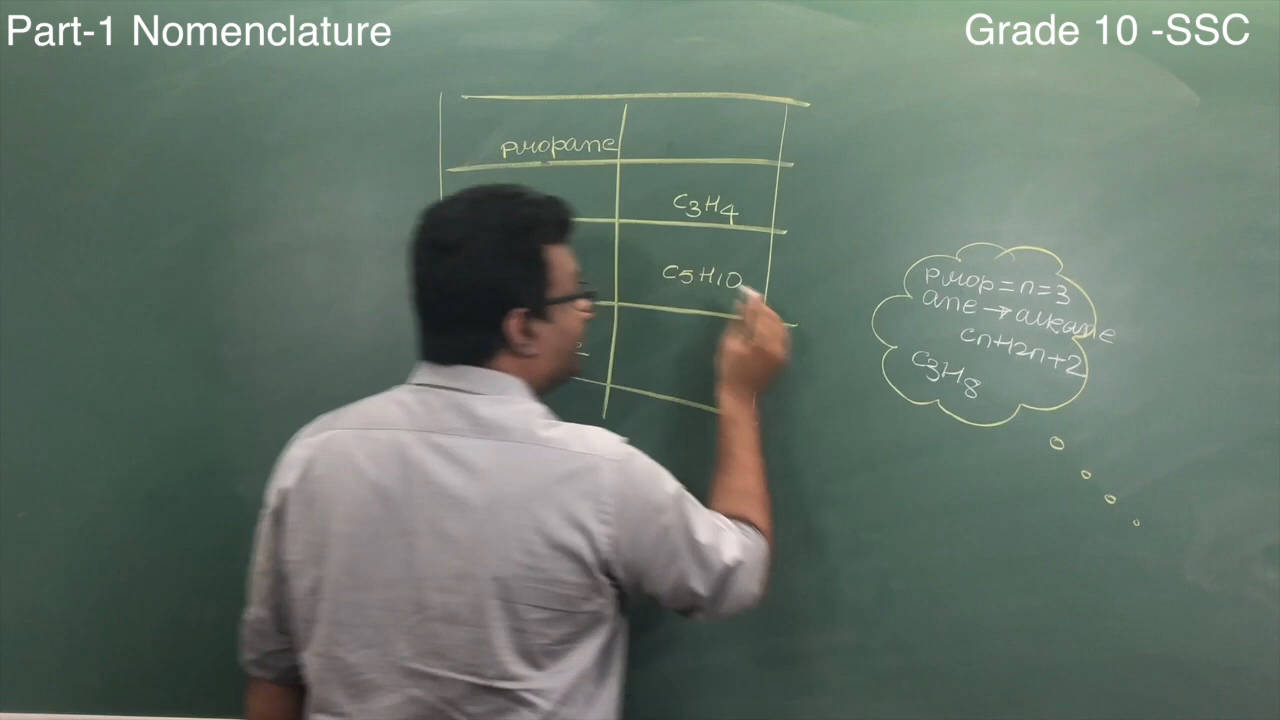 Part-1 Nomenclature
Grade 10 -SSC
propane
C3H4
C5H10
prop=n=3
ane→alkane
CnH2n+2
C3H8